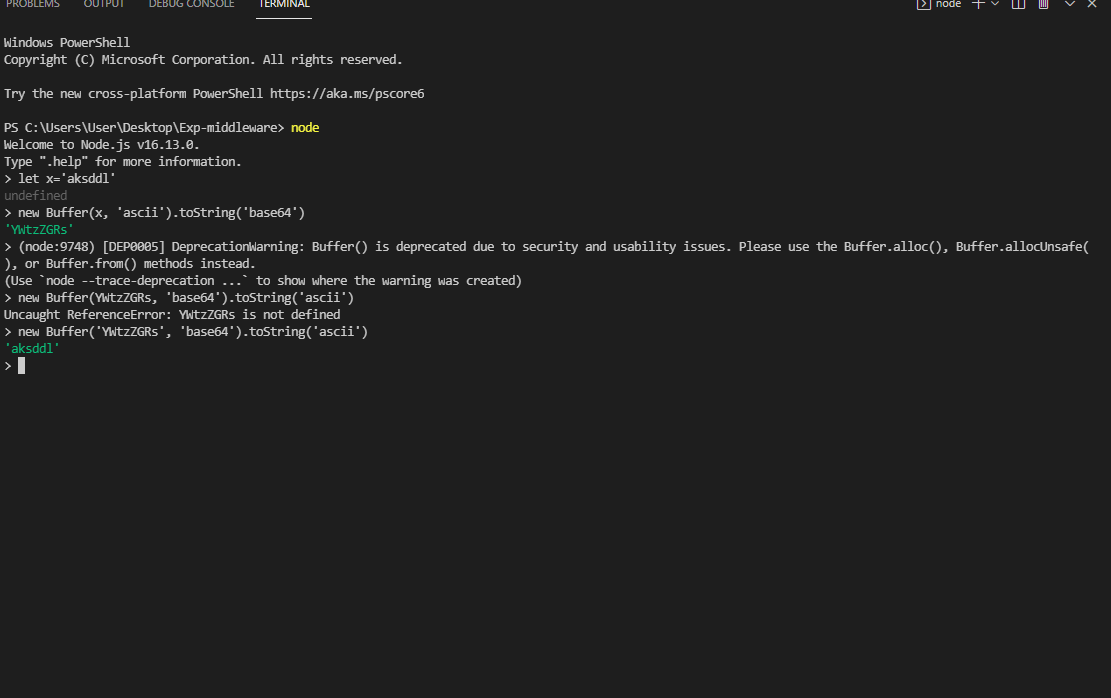 PROBLEMS OUTPUT DEBUG CONSOLE TERMINAL node
Windows PowerShell
Copyright (C) Microsoft Corporation. All rights reserved.
Try the new cross-platform PowerShell https://aka.ms/pscore6
PS C:\Users\User\Desktop\Exp-middleware> node
Welcome to Node.js v16.13.0.
Type ".help" for more information.
> let x='aksddl'
undefined
> new Buffer(x, 'ascii').toString('base64')
'YWtzZGRs'
> (node:9748) [DEP0005] DeprecationWarning: Buffer() is deprecated due to security and usability issues. Please use the Buffer.alloc(), Buffer.allocUnsafe(
), or Buffer.from() methods instead.
(Use `node --trace-deprecation ...` to show where the warning was created)
> new Buffer(YWtzZGRs, 'base64').toString('ascii')
Uncaught ReferenceError: YWtzZGRs is not defined
> new Buffer('YWtzZGRs', 'base64').toString('ascii')
'aksddl'
>